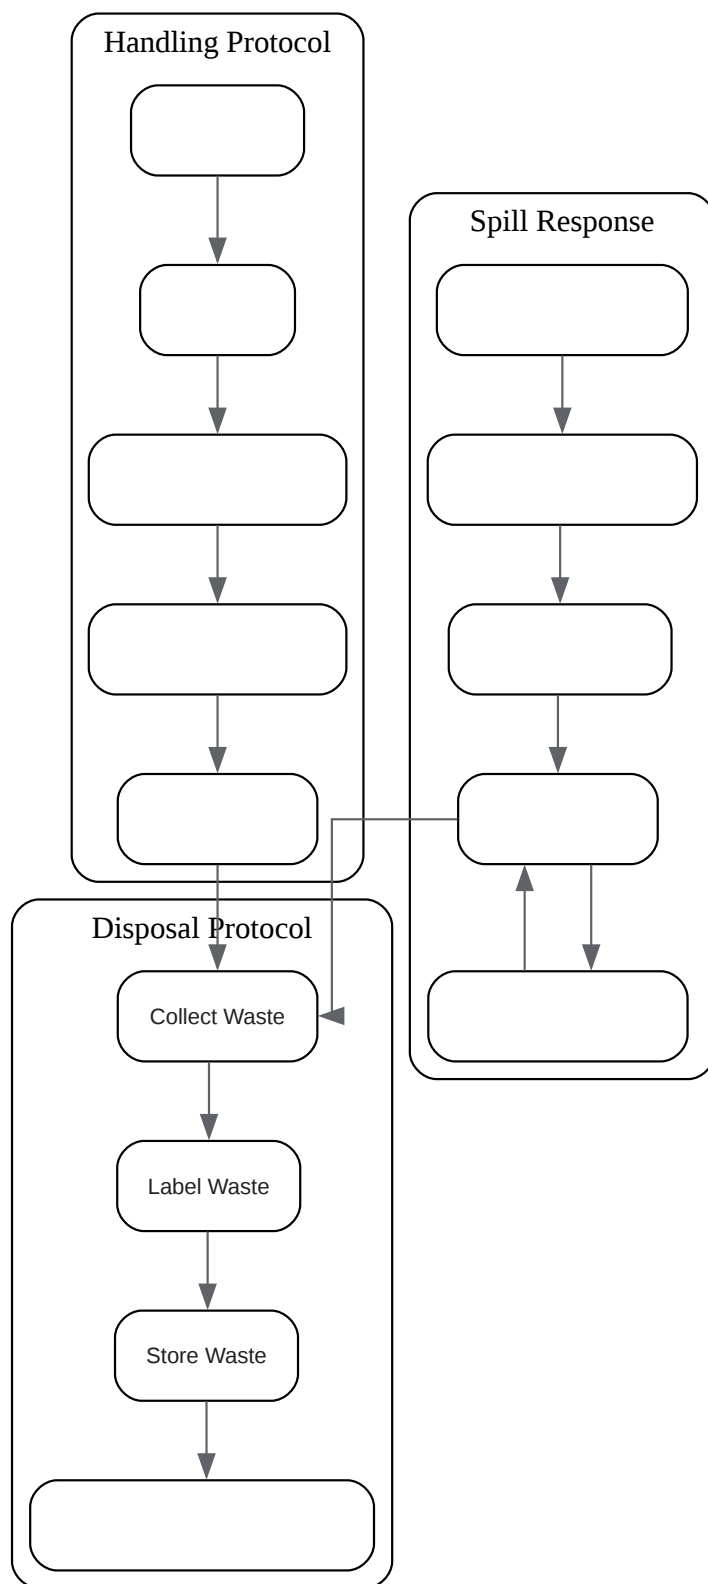 Handling Protocol
Spill Response
Disposal Protocol
Collect Waste
Label Waste
Store Waste